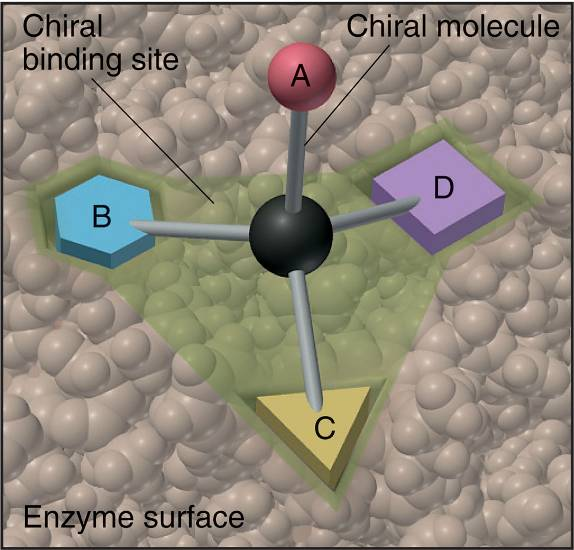 Chiral
binding site
Chiral molecule
A
B
D
C
Enzyme surface